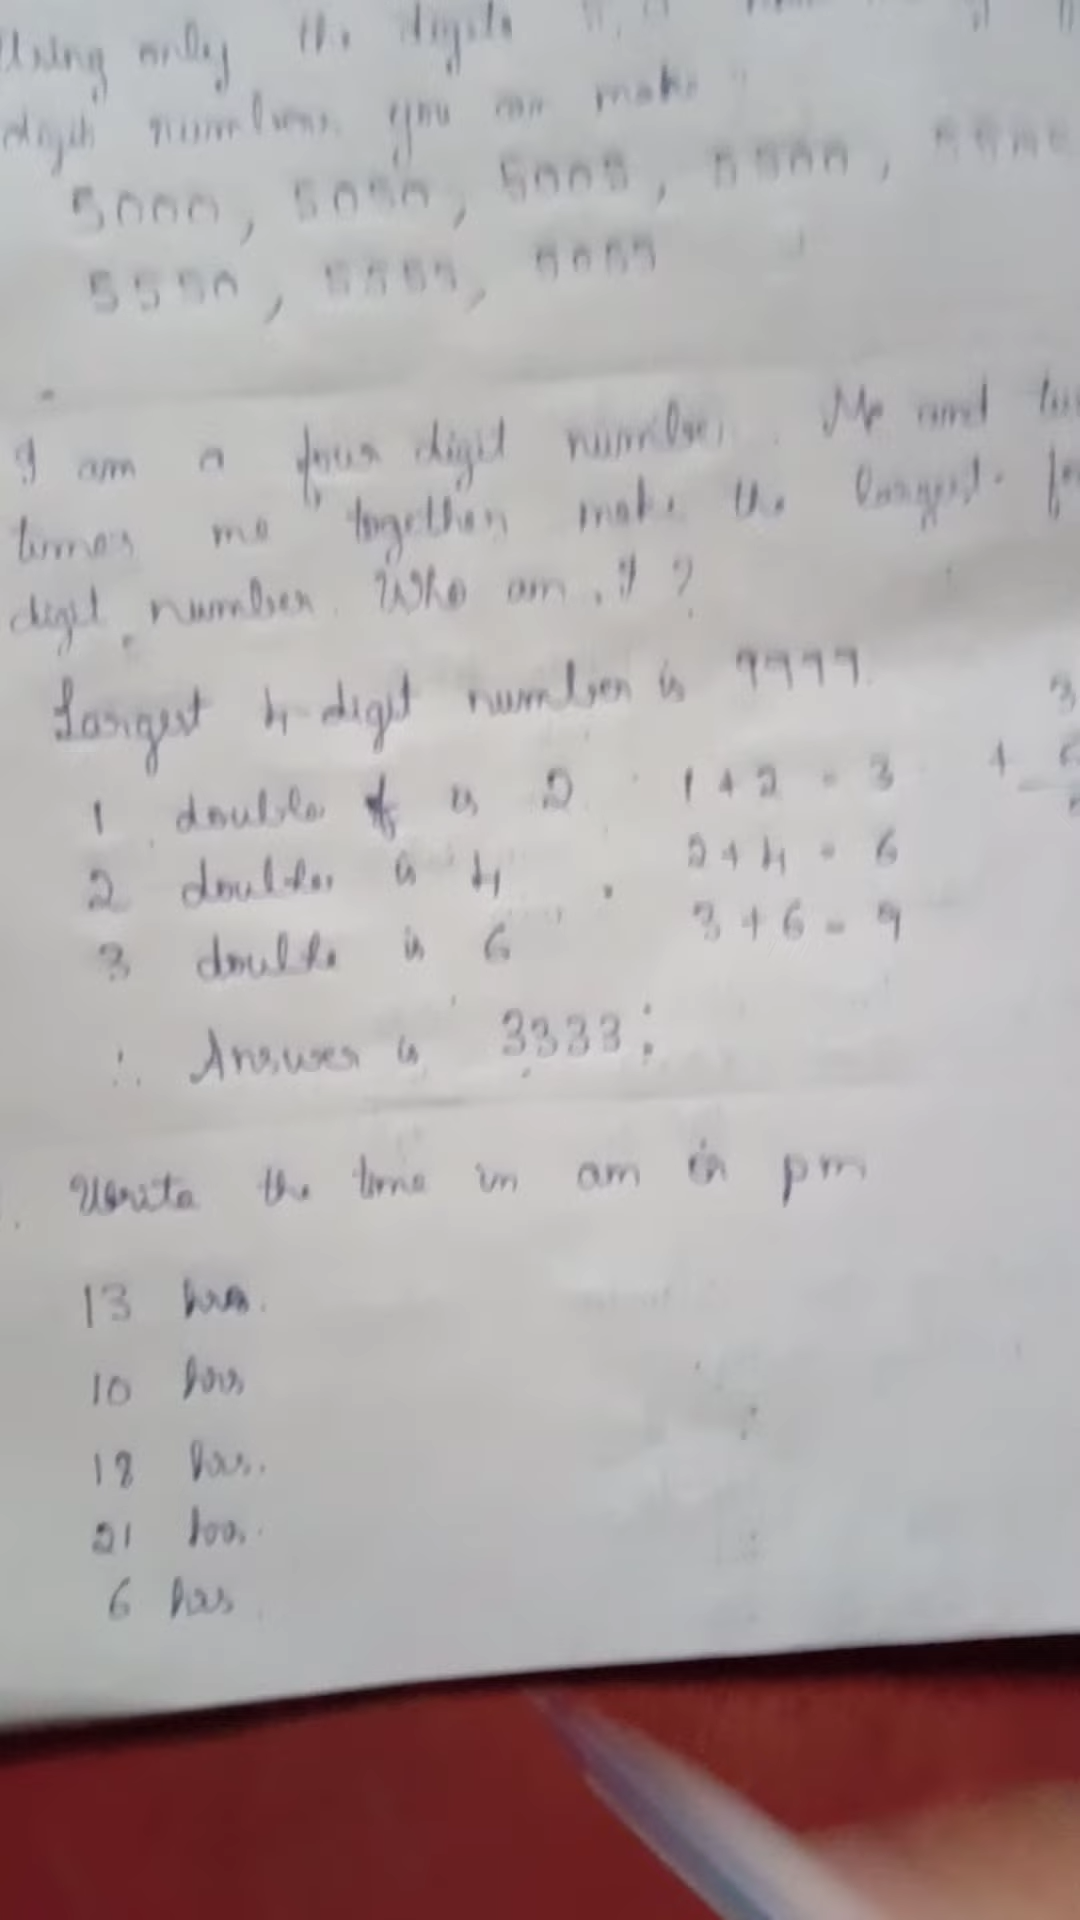 Using only the digits
digit numbers you can make
5000, 5050, 5005, 5500,
5550, 5555, 5055
I am a four digit number. Me and
times me together make the largest
digit number. Who am I?
Largest 4-digit number is 9999.
1 double is 2 1 + 2 = 3
2 double is 4 2 + 4 = 6
3 double is 6 3 + 6 = 9
∴ Answer is 3333;
Write the time in am or pm
13 hrs.
10 hrs
18 hrs.
21 hrs.
6 hrs